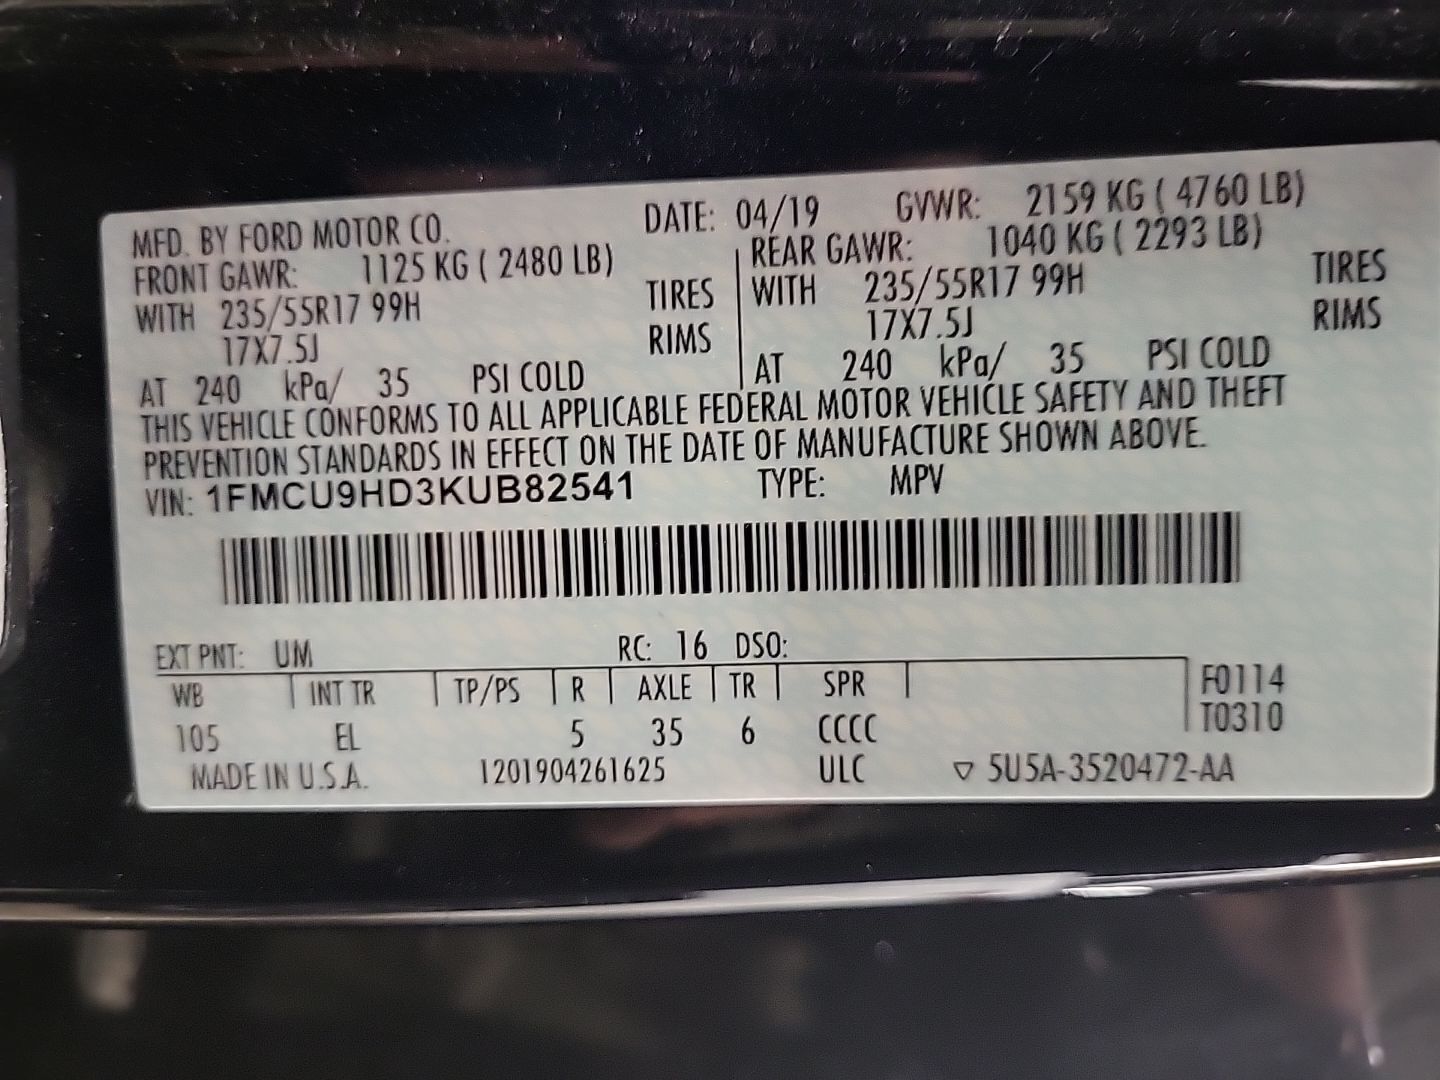 MFD. BY FORD MOTOR CO. DATE: 04/19 GVWR: 2159 KG ( 4760 LB)
FRONT GAWR: 1125 KG ( 2480 LB) REAR GAWR: 1040 KG ( 2293 LB)
WITH 235/55R17 99H TIRES WITH 235/55R17 99H TIRES
17X7.5J RIMS 17X7.5J RIMS
AT 240 kPa/ 35 PSI COLD AT 240 kPa/ 35 PSI COLD
THIS VEHICLE CONFORMS TO ALL APPLICABLE FEDERAL MOTOR VEHICLE SAFETY AND THEFT
PREVENTION STANDARDS IN EFFECT ON THE DATE OF MANUFACTURE SHOWN ABOVE.
VIN: 1FMCU9HD3KUB82541 TYPE: MPV
EXT PNT: UM RC: 16 DSO:
WB INT TR TP/PS R AXLE TR SPR F0114
105 EL 5 35 6 CCCC T0310
MADE IN U.S.A. 1201904261625 ULC ▽ 5U5A-3520472-AA